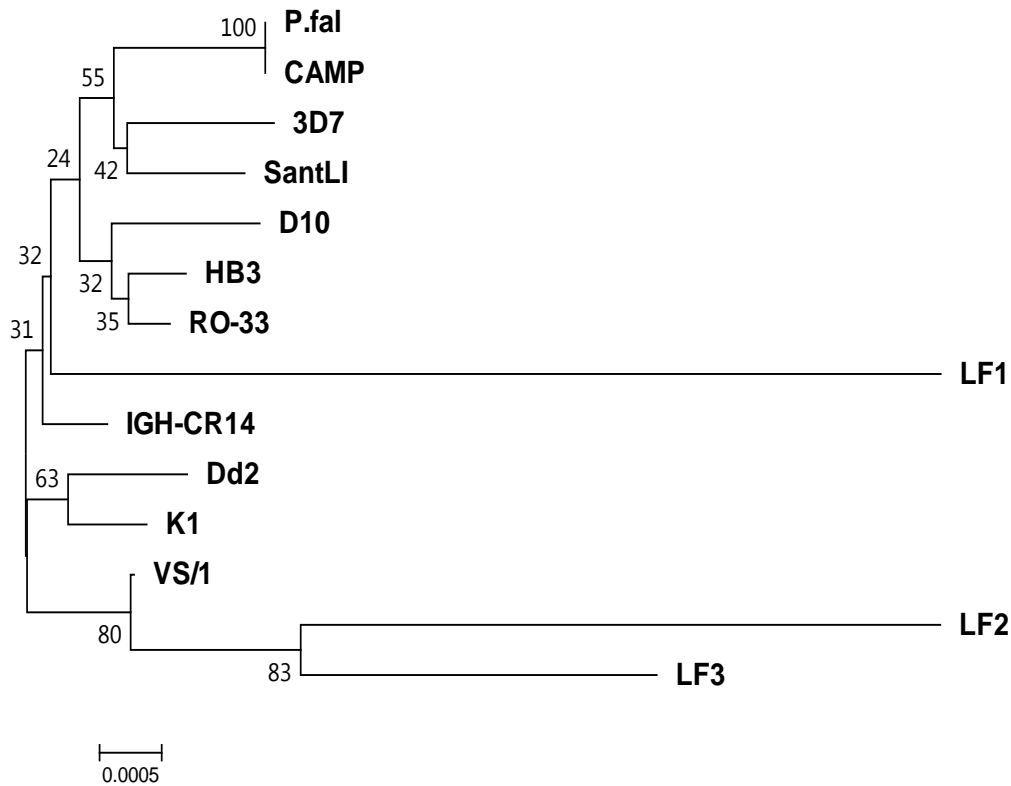 100
P.fal
CAMP
55
3D7
24
42
SantLI
D10
32
HB3
32
35
RO-33
31
LF1
IGH-CR14
63
Dd2
K1
VS/1
80
LF2
83
LF3
0.0005